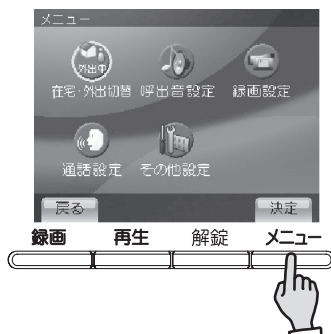 メニュー
外出中
在宅・外出切替 呼出音設定 録画設定
通話設定 その他設定
戻る 決定
録画 再生 解錠 メニュー